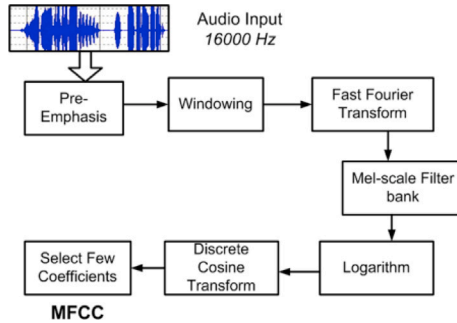 Audio Input
16000 Hz
Pre-
Emphasis
Windowing
Fast Fourier
Transform
Mel-scale Filter
bank
Logarithm
Discrete
Cosine
Transform
Select Few
Coefficients
MFCC